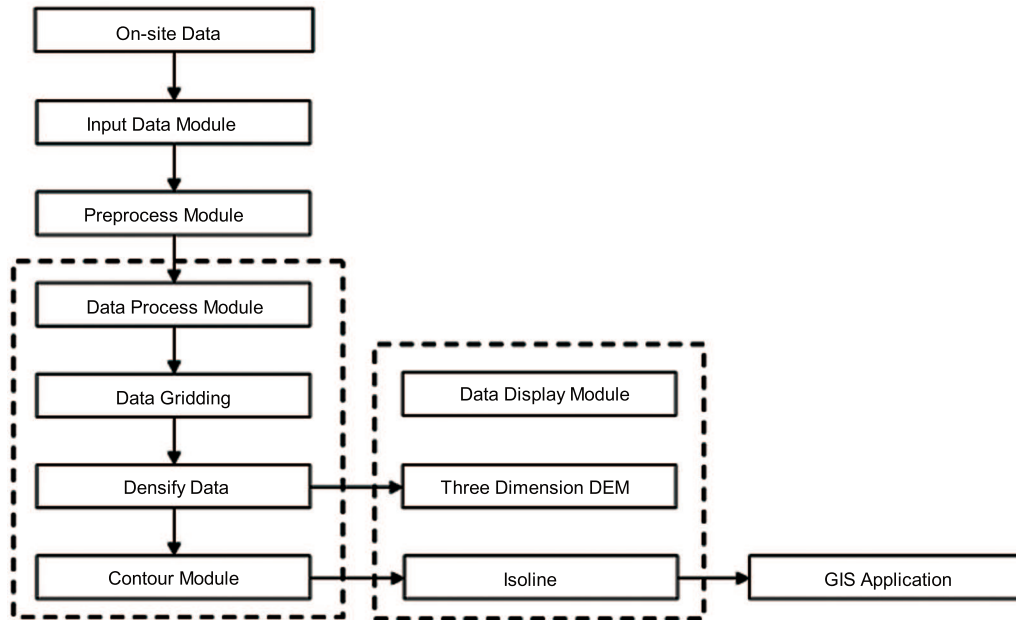 On-site Data
Input Data Module
Preprocess Module
Data Process Module
Data Gridding
Data Display Module
Densify Data
Three Dimension DEM
Contour Module
Isoline
GIS Application